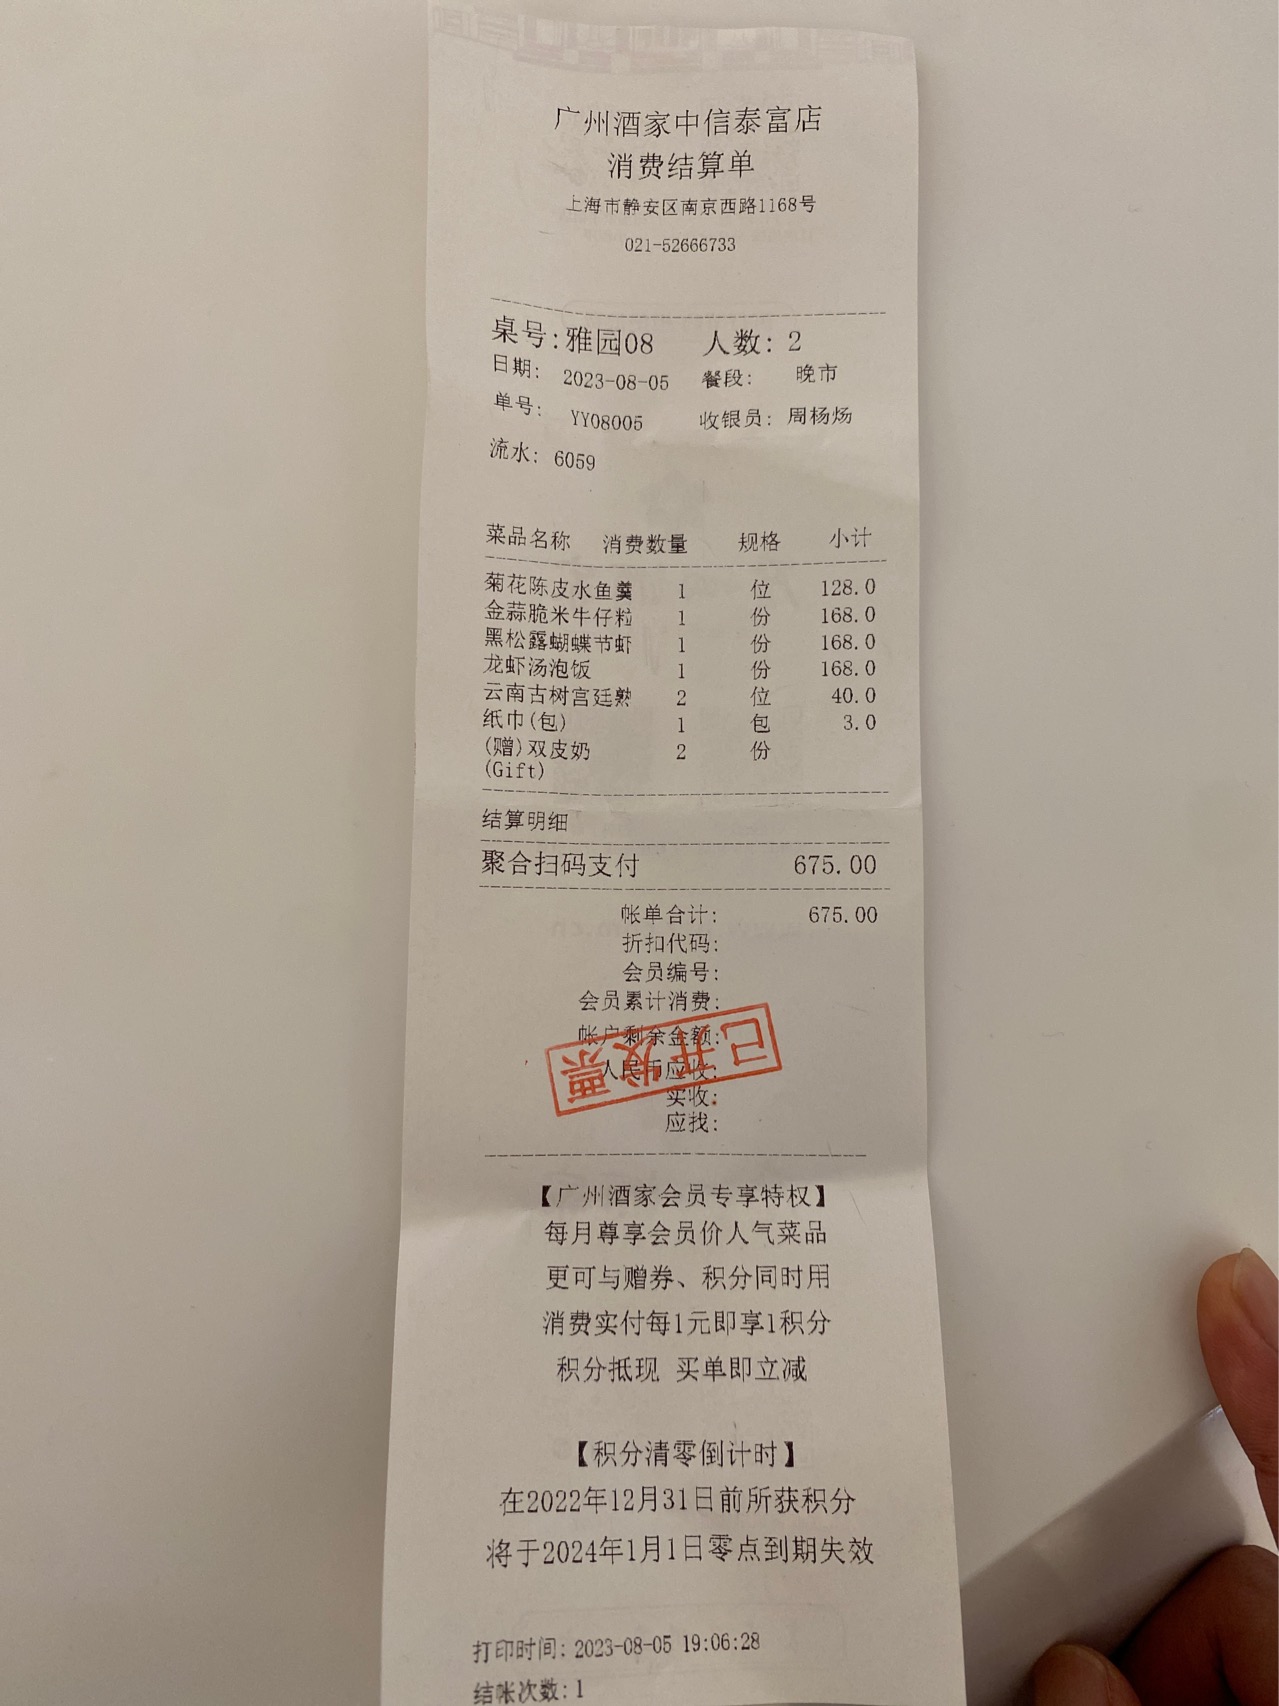 广州酒家中信泰富店
消费结算单
上海市静安区南京西路1168号
021-52666733
桌号:雅园08 人数: 2
日期: 2023-08-05 餐段: 晚市
单号: YY08005 收银员: 周杨炀
流水: 6059
菜品名称 消费数量 规格 小计
菊花陈皮水鱼羹 1 位 128.0
金蒜脆米牛仔粒 1 份 168.0
黑松露蝴蝶节虾 1 份 168.0
龙虾汤泡饭 1 份 168.0
云南古树宫廷熟 2 位 40.0
纸巾(包) 1 包 3.0
(赠)双皮奶 2 份
(Gift)
结算明细
聚合扫码支付 675.00
帐单合计: 675.00
折扣代码:
会员编号:
会员累计消费:
帐户剩余金额:
人民币应收:
实收:
应找:
已开发票
【广州酒家会员专享特权】
每月尊享会员价人气菜品
更可与赠券、积分同时用
消费实付每1元即享1积分
积分抵现 买单即立减
【积分清零倒计时】
在2022年12月31日前所获积分
将于2024年1月1日零点到期失效
打印时间: 2023-08-05 19:06:28
结帐次数: 1